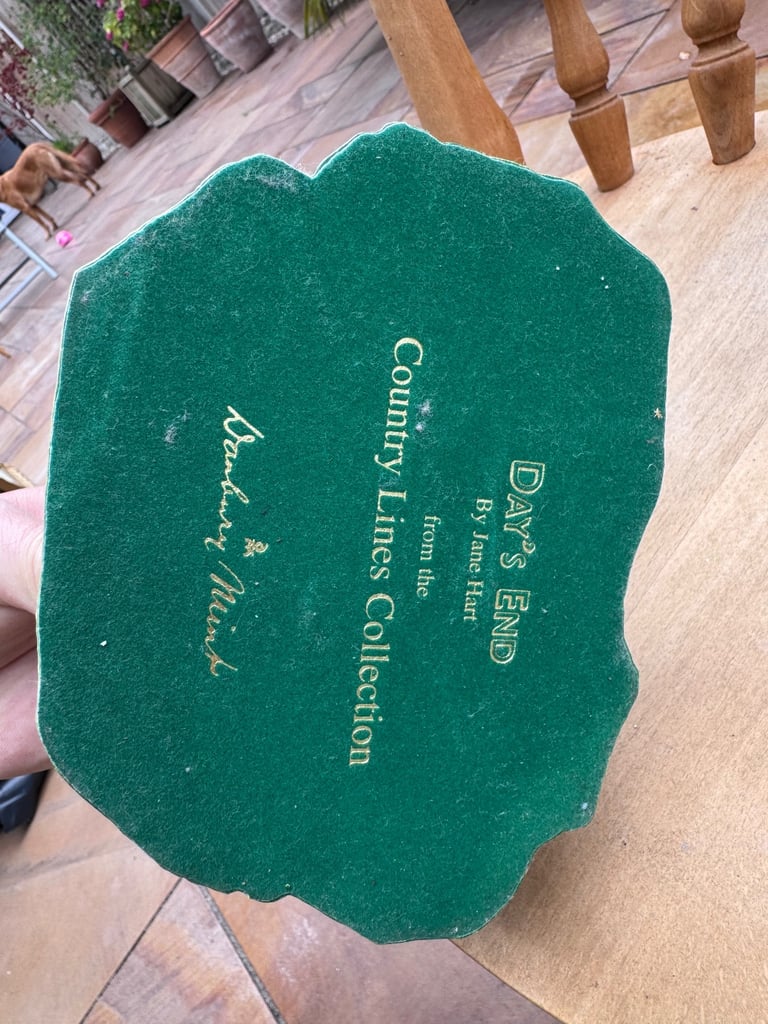 DAY'S END
By Jane Hart
from the
Country Lines Collection
Danbury Mint